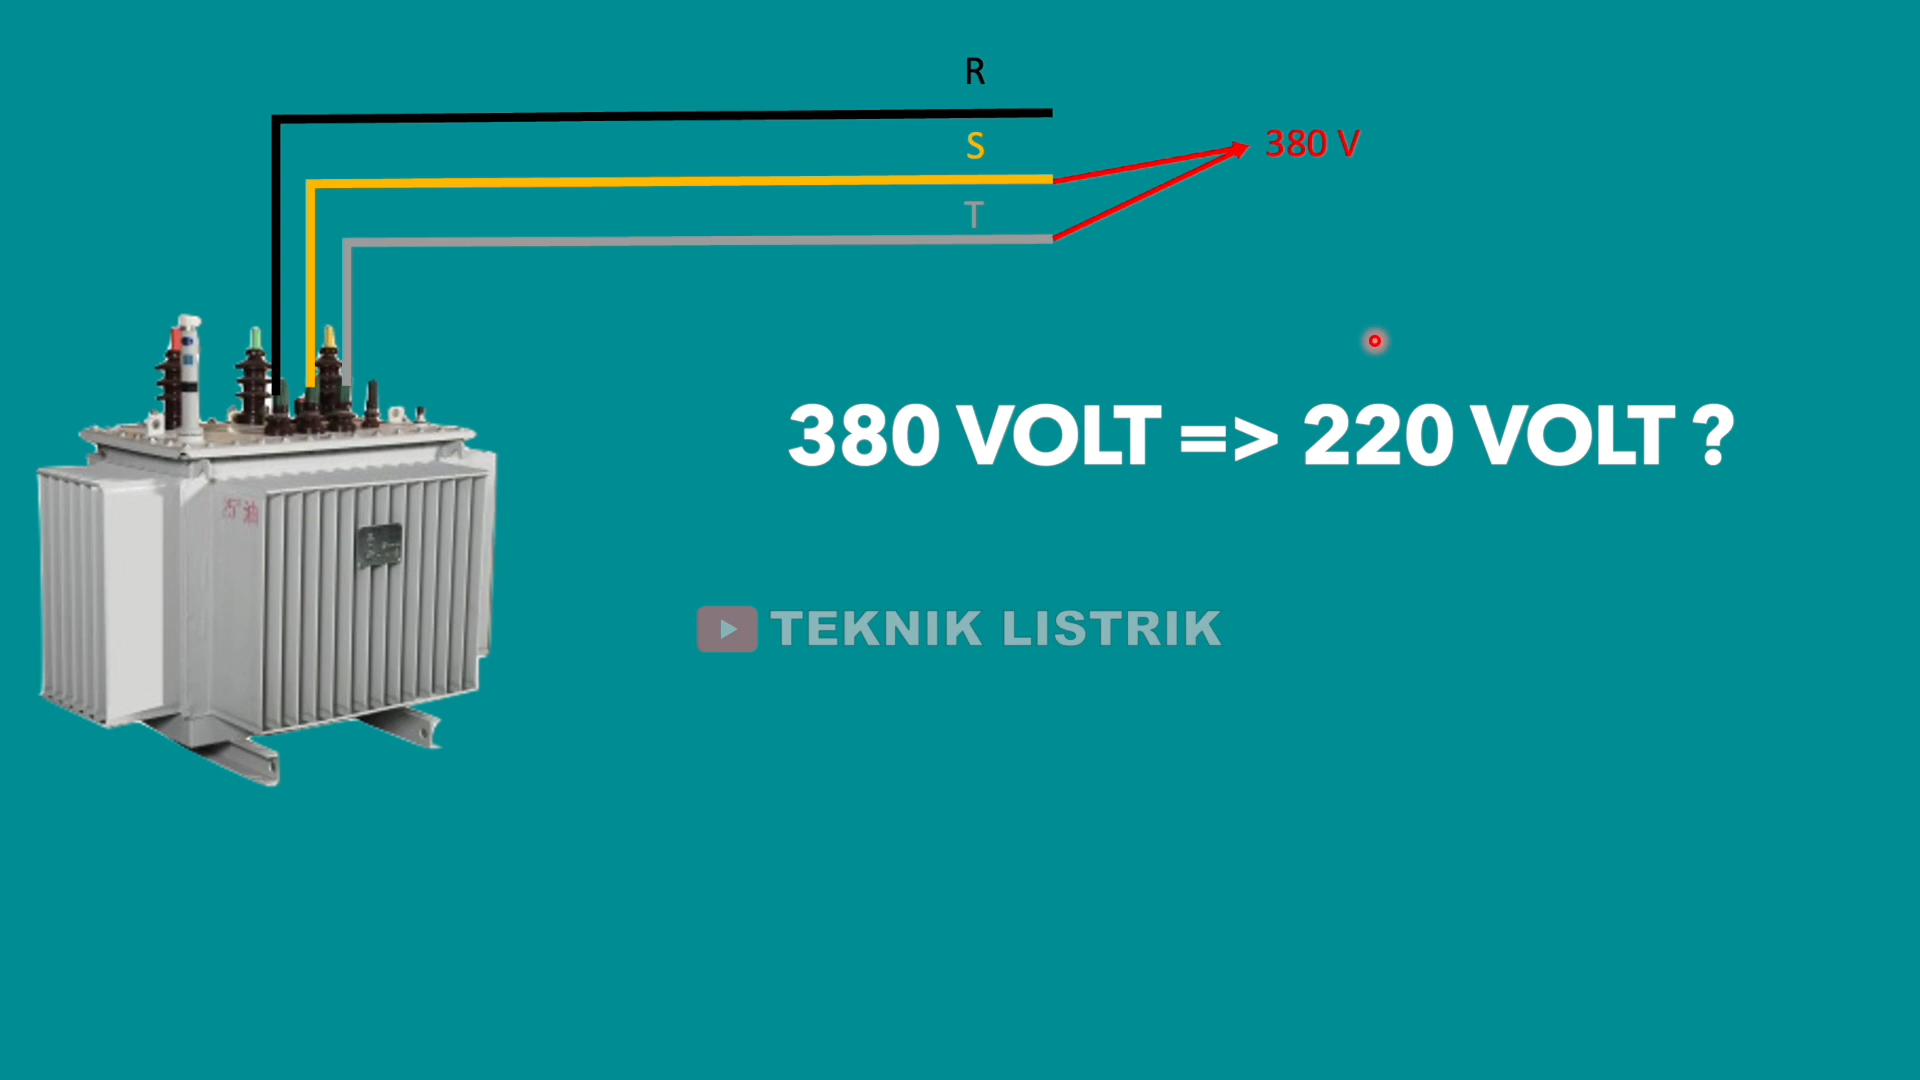 R
S
380 V
T
380 VOLT => 220 VOLT ?
TEKNIK LISTRIK